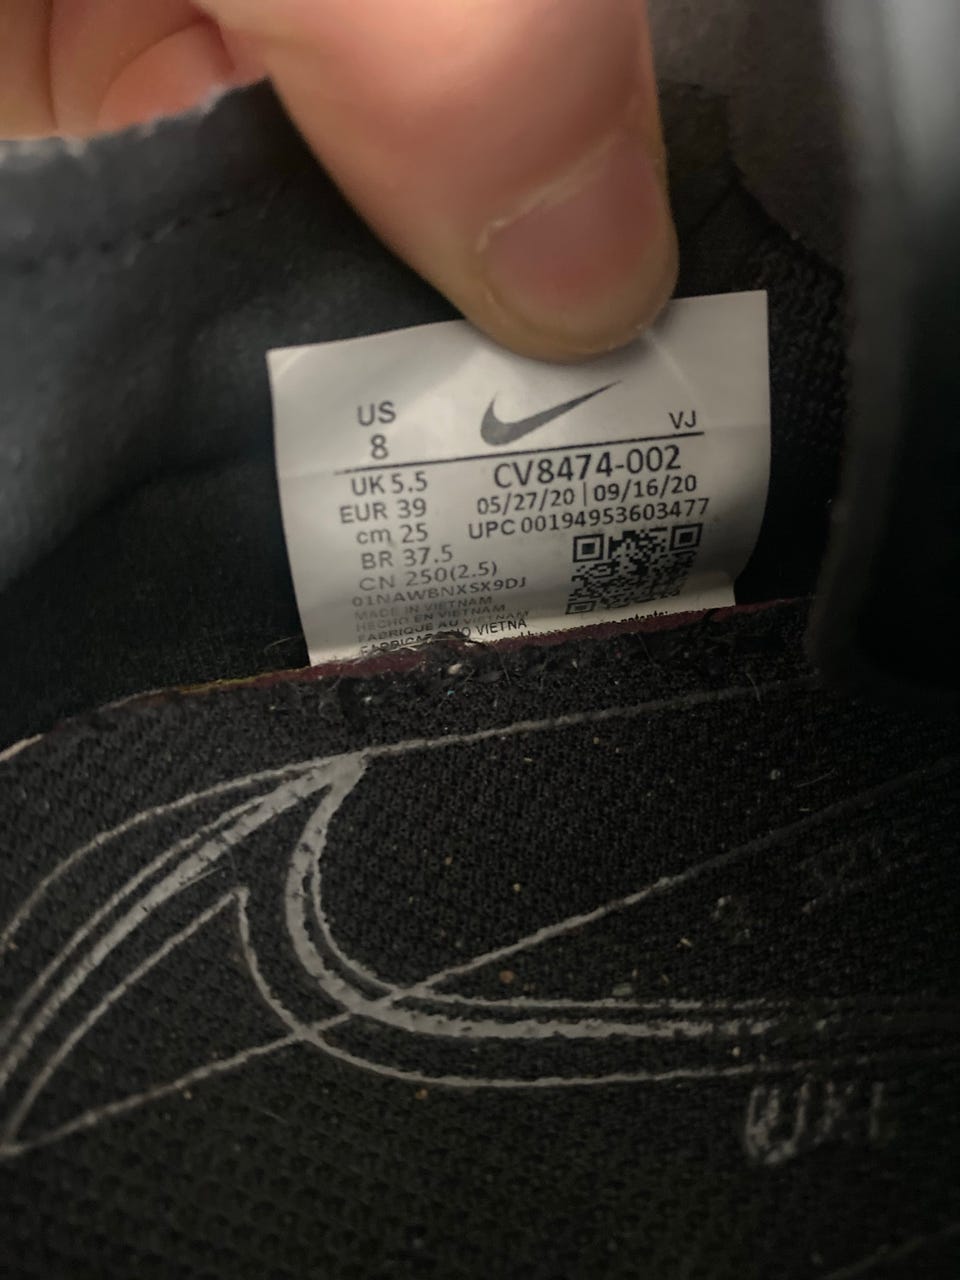 US
8
VJ
UK 5.5
EUR 39
cm 25
BR 37.5
CN 250(2.5)
01NAWBNXSX9DJ
CV8474-002
05/27/20 | 09/16/20
UPC 00194953603477
MADE IN VIETNAM
HECHO EN VIETNAM
FABRIQUE AU VIETNAM
VIETNA